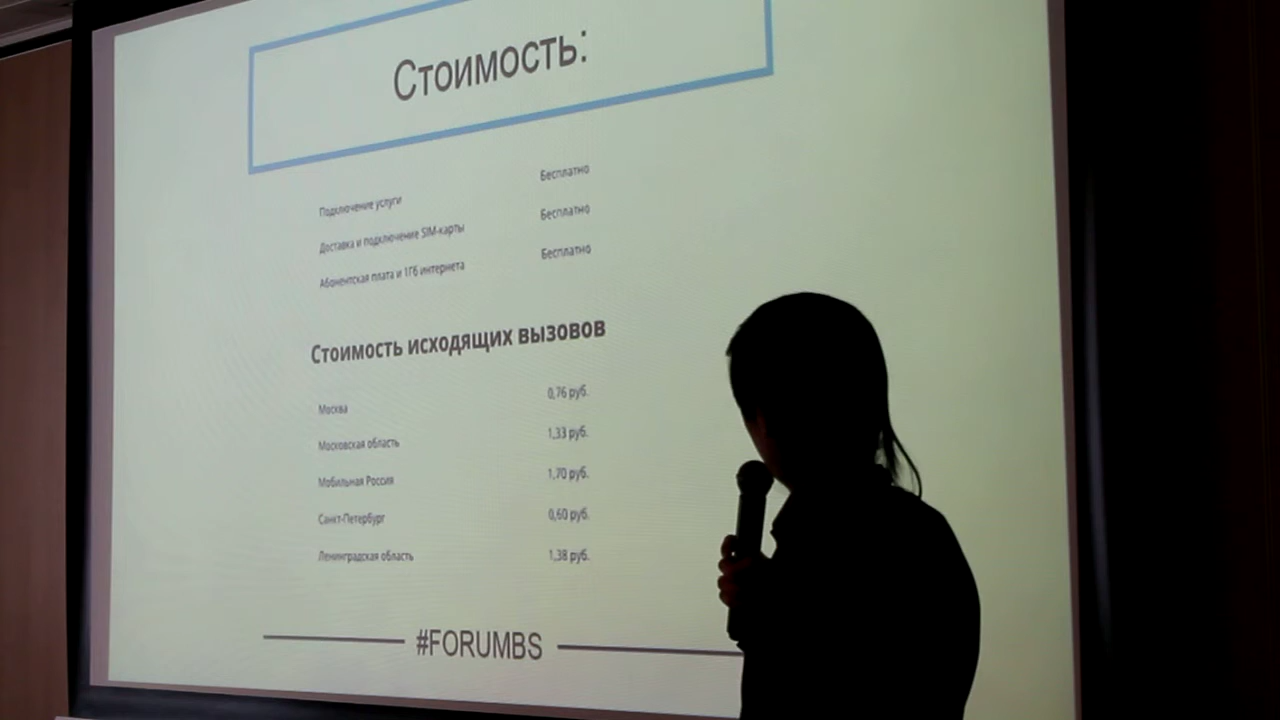 Стоимость:
Подключение услуги Бесплатно
Доставка и подключение SIM-карты Бесплатно
Абонентская плата и 1Гб интернета Бесплатно
Стоимость исходящих вызовов
Москва 0,76 руб.
Московская область 1,33 руб.
Мобильная Россия 1,70 руб.
Санкт-Петербург 0,60 руб.
Ленинградская область 1,38 руб.
#FORUMBS